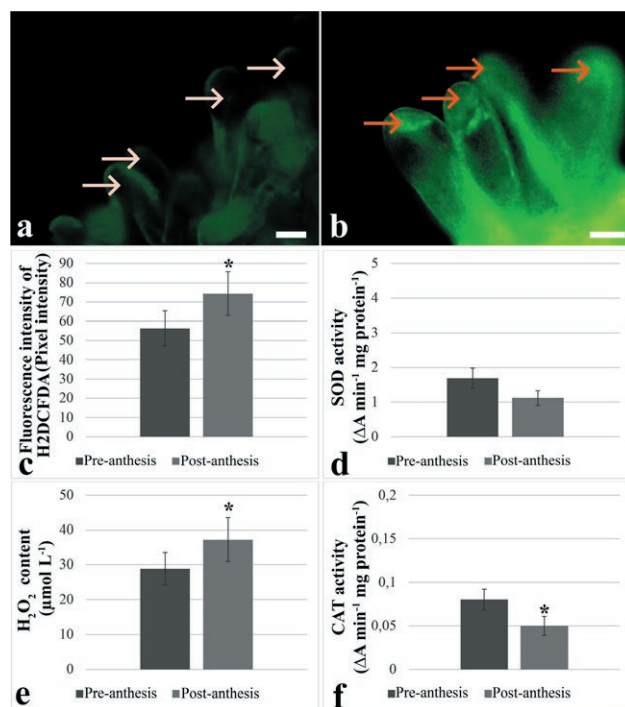 a
b
Fluorescence intensity of
H2DCFDA (Pixel intensity)
90
80
70
60
50
40
30
20
10
0
*
■Pre-anthesis ■Post-anthesis
c
SOD activity
(ΔA min⁻¹ mg protein⁻¹)
5
4
3
2
1
0
■Pre-anthesis ■Post-anthesis
d
H₂O₂ content
(μmol L⁻¹)
50
40
30
20
10
0
*
■Pre-anthesis ■Post-anthesis
e
CAT activity
(ΔA min⁻¹ mg protein⁻¹)
0,2
0,15
0,1
0,05
0
*
■Pre-anthesis ■Post-anthesis
f